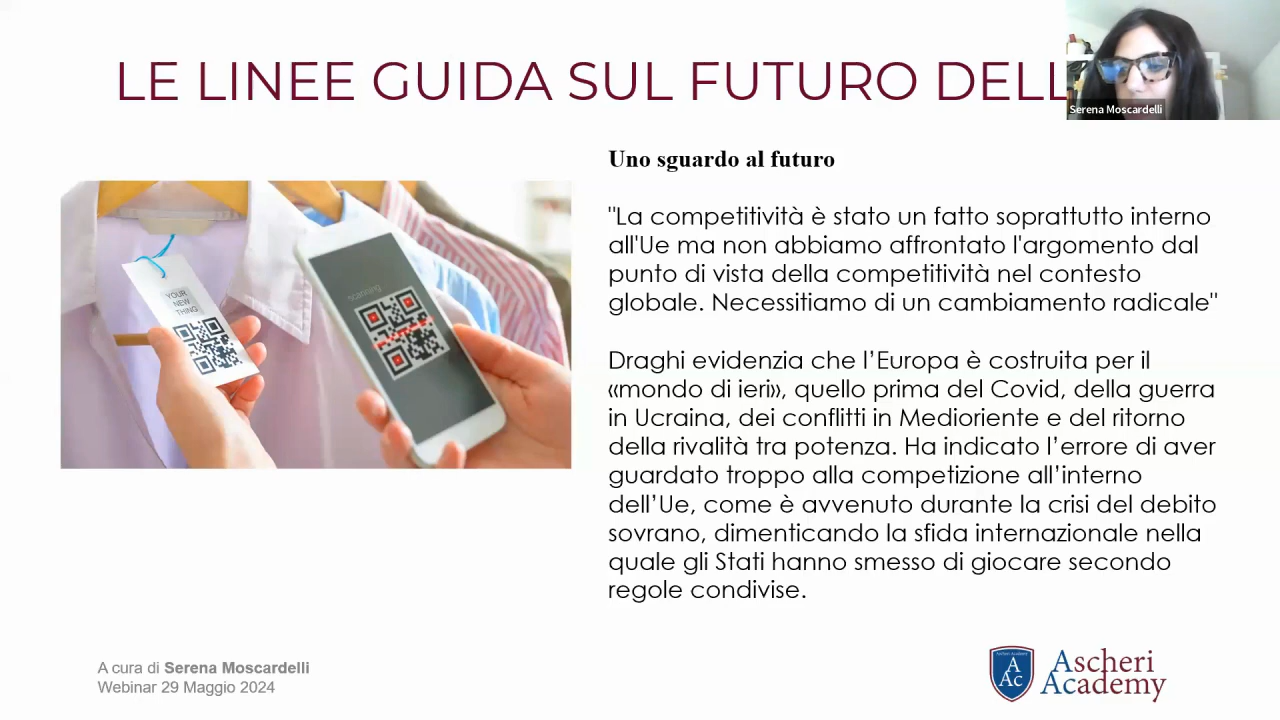 LE LINEE GUIDA SUL FUTURO DELL
Serena Moscardelli
Uno sguardo al futuro
"La competitività è stato un fatto soprattutto interno
all'Ue ma non abbiamo affrontato l'argomento dal
punto di vista della competitività nel contesto
globale. Necessitiamo di un cambiamento radicale"
Draghi evidenzia che l’Europa è costruita per il
«mondo di ieri», quello prima del Covid, della guerra
in Ucraina, dei conflitti in Medioriente e del ritorno
della rivalità tra potenza. Ha indicato l’errore di aver
guardato troppo alla competizione all’interno
dell’Ue, come è avvenuto durante la crisi del debito
sovrano, dimenticando la sfida internazionale nella
quale gli Stati hanno smesso di giocare secondo
regole condivise.
YOUR
NEW
THING
scanning
A cura di Serena Moscardelli
Webinar 29 Maggio 2024
Ascheri Academy
A
Ac
Ascheri
Academy